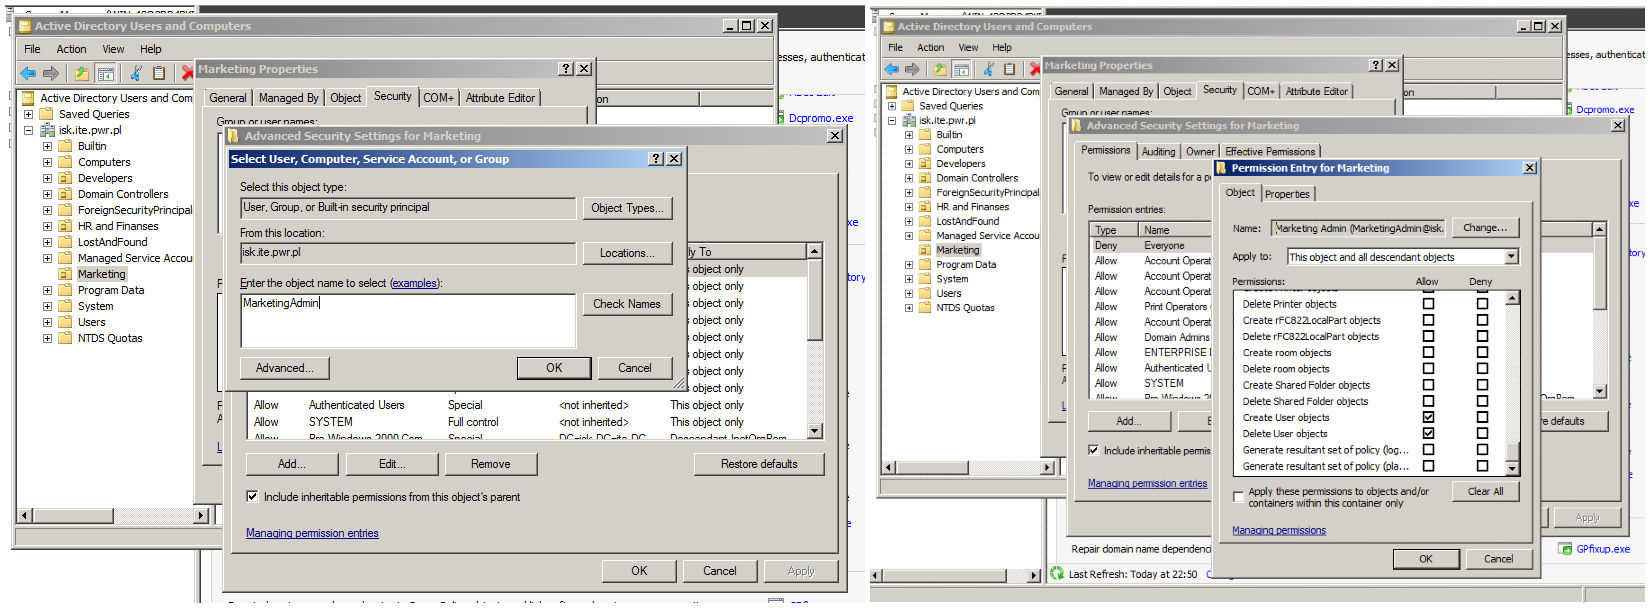 Active Directory Users and Computers
File Action View Help
Marketing Properties
General Managed By Object Security COM+ Attribute Editor
Group or user names:
Active Directory Users and Com
Saved Queries
isk.ite.pwr.pl
Builtin
Computers
Developers
Domain Controllers
ForeignSecurityPrincipal
HR and Finanses
LostAndFound
Managed Service Accou
Marketing
Program Data
System
Users
NTDS Quotas
esses, authenticat
Dcpromo.exe
Advanced Security Settings for Marketing
Select User, Computer, Service Account, or Group
Select this object type:
User, Group, or Built-in security principal
Object Types...
From this location:
isk.ite.pwr.pl
Locations...
Enter the object name to select (examples):
MarketingAdmin
Check Names
Advanced... OK Cancel
ly To
s object only
object only
object only
object only
object only
object only
object only
object only
Allow Authenticated Users Special <not inherited> This object only
Allow SYSTEM Full control <not inherited> This object only
Allow Pre-Windows 2000 Com... Special DC=isk,DC=ite,DC... Descendant InetOrgPer...
Add... Edit... Remove Restore defaults
Include inheritable permissions from this object's parent
Managing permission entries
OK Cancel Apply
Active Directory Users and Computers
File Action View Help
Marketing Properties
General Managed By Object Security COM+ Attribute Editor
Group or user names:
Active Directory Users and Com
Saved Queries
isk.ite.pwr.pl
Builtin
Computers
Developers
Domain Controllers
ForeignSecurityPrincipal
HR and Finanses
LostAndFound
Managed Service Accou
Marketing
Program Data
System
Users
NTDS Quotas
esses, authenticat
Dcpromo.exe
Advanced Security Settings for Marketing
Permissions Auditing Owner Effective Permissions
To view or edit details for a pe
Permission entries:
Type Name
Deny Everyone
Allow Account Operat
Allow Account Operat
Allow Account Operat
Allow Print Operators
Allow Account Operat
Allow Domain Admins
Allow ENTERPRISE
Allow Authenticated U
Allow SYSTEM
Add...
re defaults
Include inheritable permis
Managing permission entries
Apply
Permission Entry for Marketing
Object Properties
Name: Marketing Admin (MarketingAdmin@isk. Change...
Apply to: This object and all descendant objects
Permissions: Allow Deny
Delete Printer objects
Create rFC822LocalPart objects
Delete rFC822LocalPart objects
Create room objects
Delete room objects
Create Shared Folder objects
Delete Shared Folder objects
Create User objects
Delete User objects
Generate resultant set of policy (log...
Generate resultant set of policy (pla...
Apply these permissions to objects and/or
containers within this container only
Clear All
Managing permissions
OK Cancel
Repair domain name dependenci
GPfixup.exe
Last Refresh: Today at 22:50